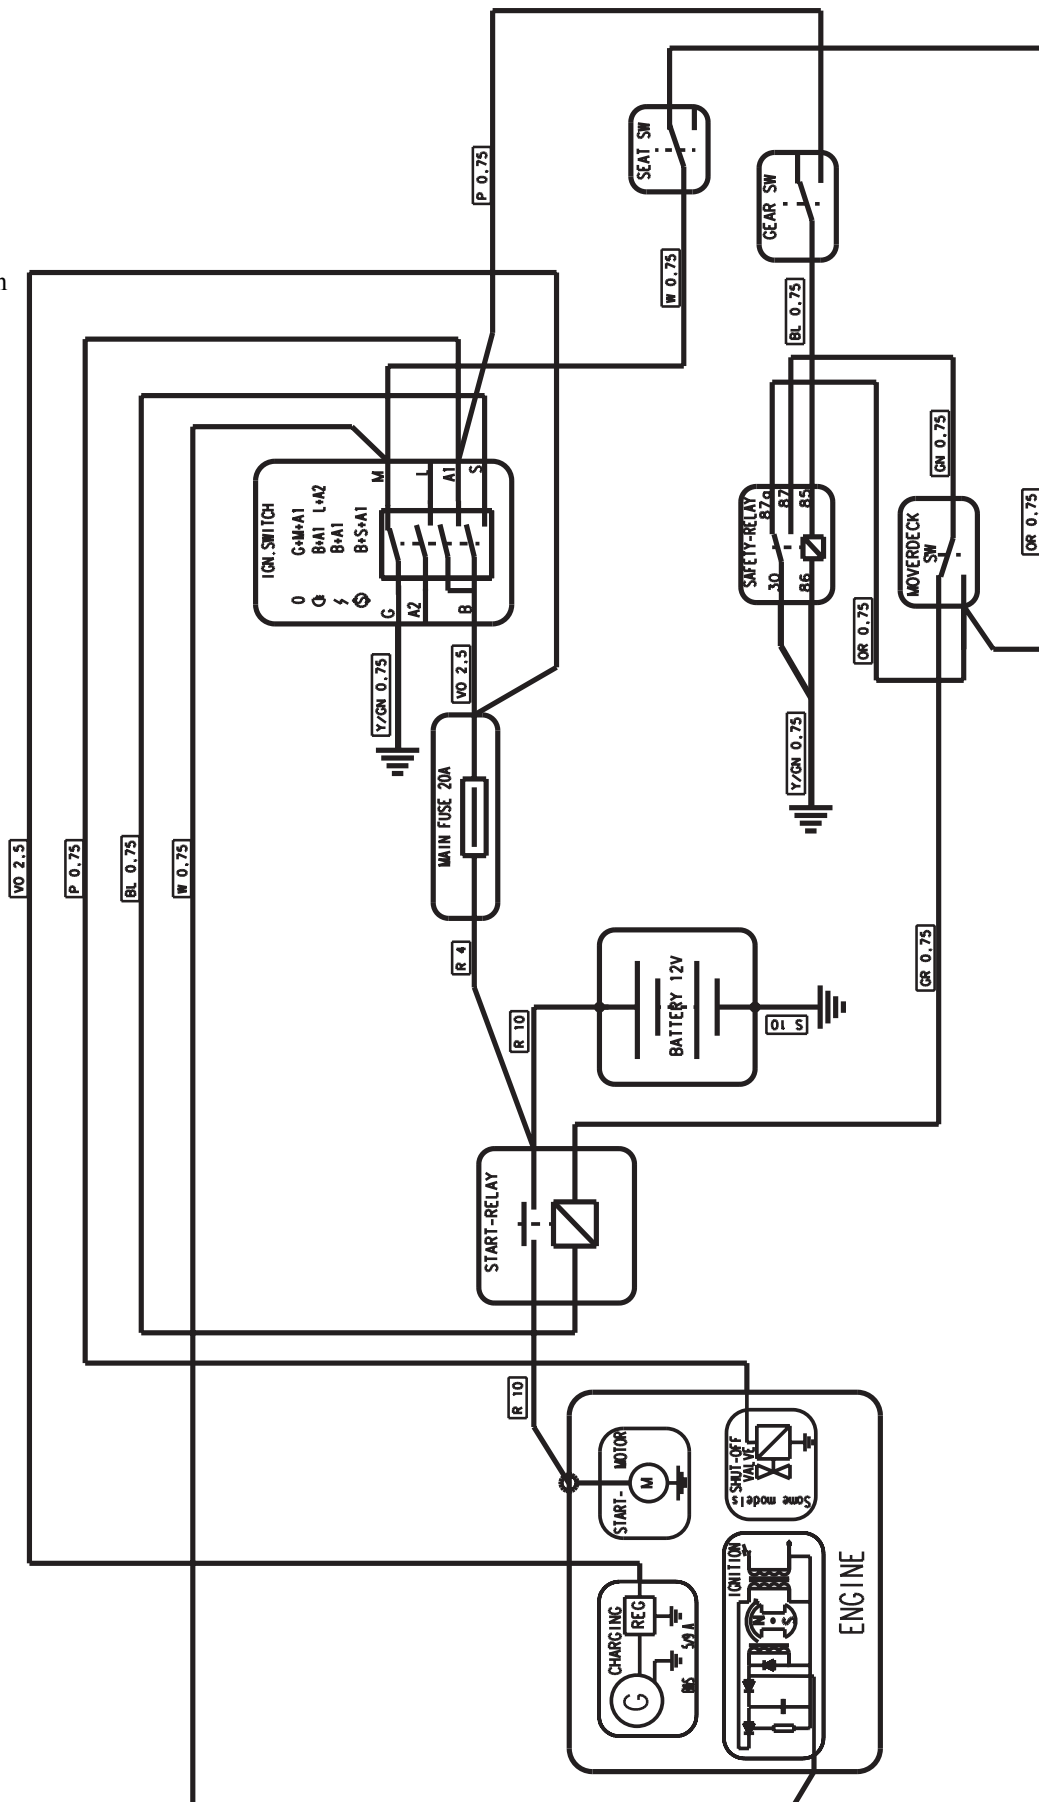 n
P 0.75
SEAT SW
GEAR SW
W 0.75
BL 0.75
IGN.SWITCH
O G+M+A1
B+A1 L+A2
B+A1
B+S+A1
M
L
A1
S
G
A2
B
SAFETY-RELAY
87a
87
85
30
86
GN 0.75
MOVERDECK
SW
OR 0.75
OR 0.75
Y/GN 0.75
VO 2.5
Y/GN 0.75
MAIN FUSE 20A
VO 2.5
P 0.75
BL 0.75
W 0.75
R 4
R 10
BATTERY 12V
S 10
GR 0.75
START-RELAY
R 10
START-
MOTOR
M
SHUT-OFF
VALVE
Some models
IGNITION
N
CHARGING
REG
G
5/9 A
ENGINE